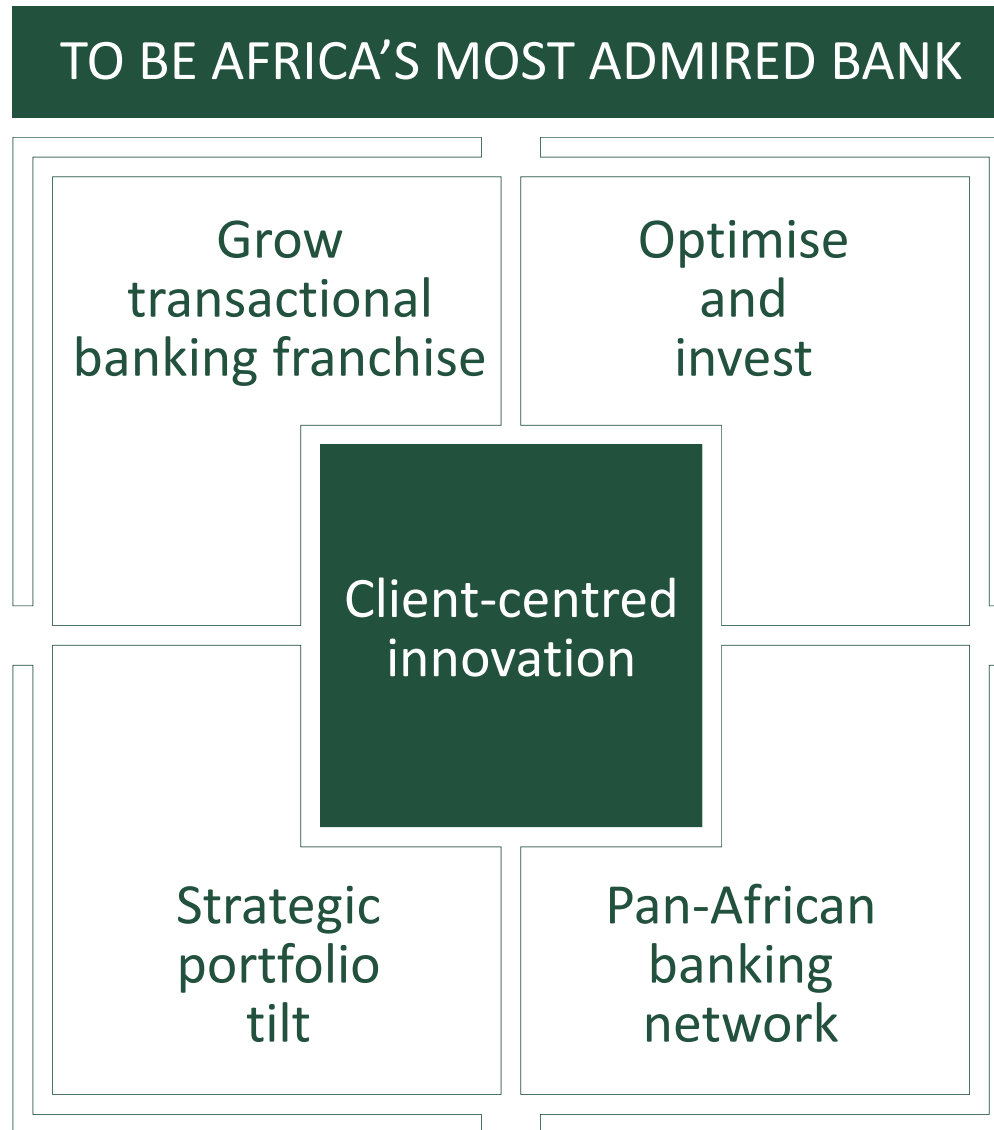 TO BE AFRICA’S MOST ADMIRED BANK
Grow
transactional
banking franchise
Optimise
and
invest
Client-centred
innovation
Strategic
portfolio
tilt
Pan-African
banking
network